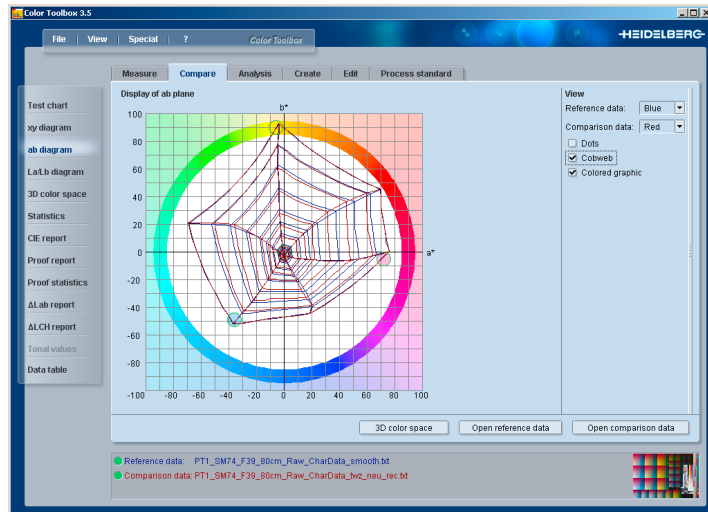 Color Toolbox 3.5
File View Special ? Color Toolbox
HEIDELBERG
Measure Compare Analysis Create Edit Process standard
Test chart
xy diagram
ab diagram
La/Lb diagram
3D color space
Statistics
CIE report
Proof report
Proof statistics
ΔLab report
ΔLCH report
Tonal values
Data table
Display of ab plane
b*
100
80
60
40
20
0
-20
-40
-60
-80
a*
-100 -80 -60 -40 -20 0 20 40 60 80 100
View
Reference data: Blue
Comparison data: Red
Dots
Cobweb
Colored graphic
3D color space Open reference data Open comparison data
Reference data: PT1_SM74_F39_80cm_Raw_CharData_smooth.txt
Comparison data: PT1_SM74_F39_80cm_Raw_CharData_twz_neu_rec.txt